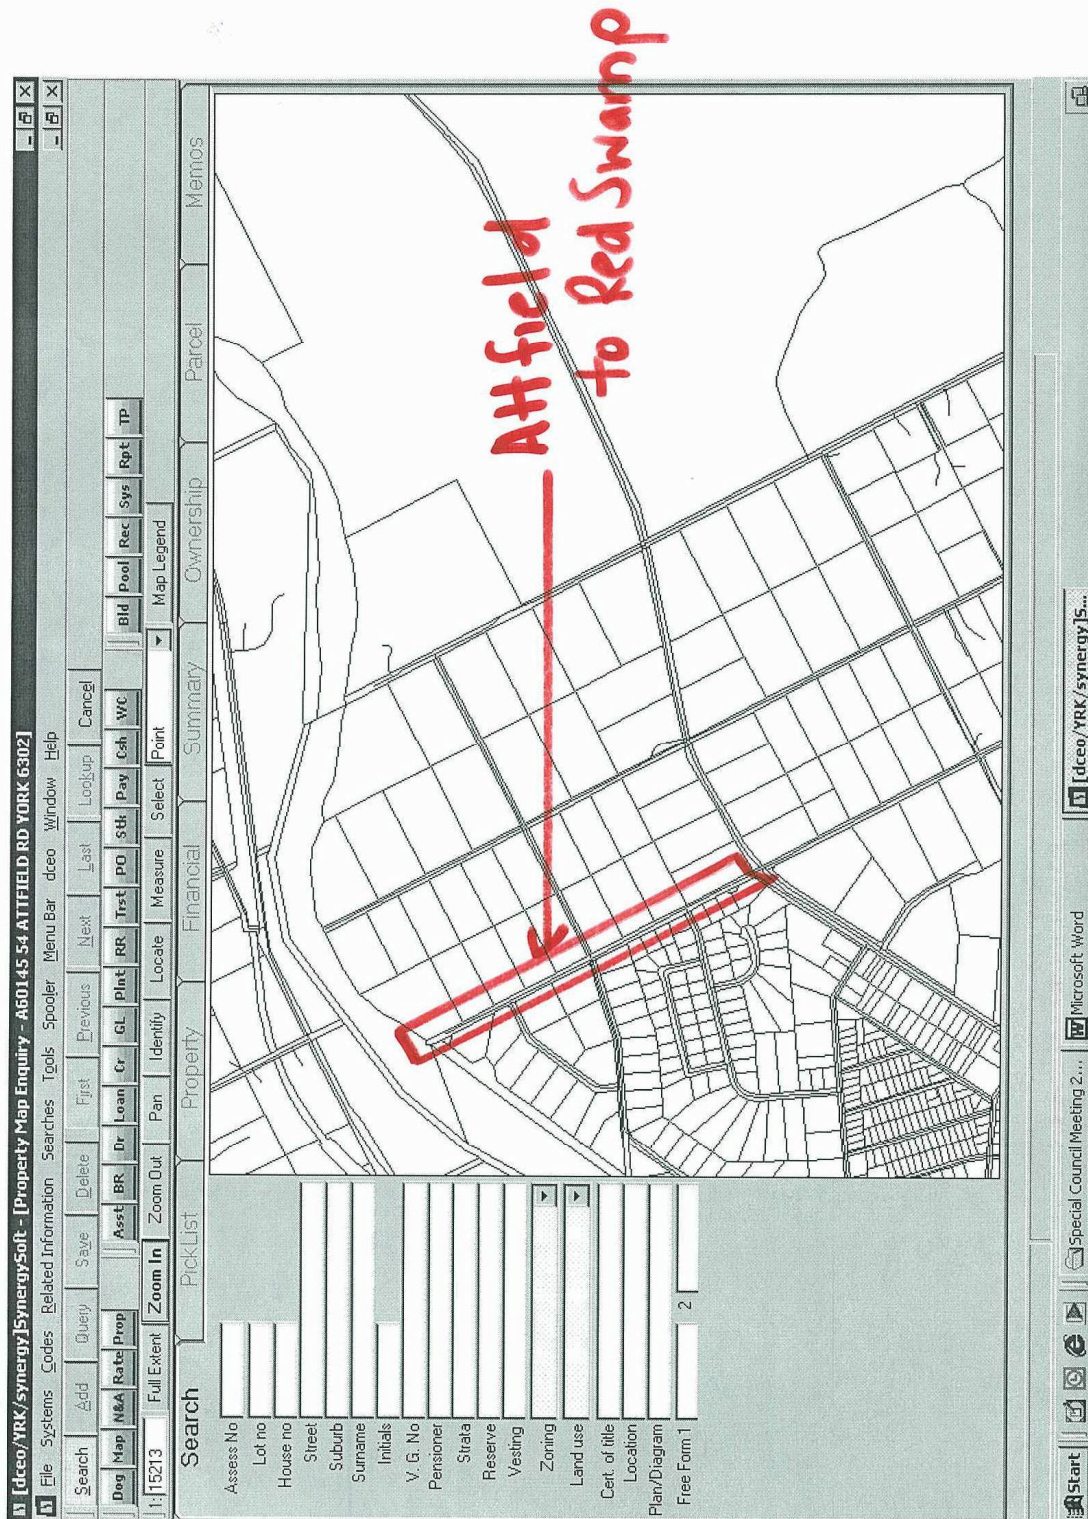 [dceo/YRK/synergy]SynergySoft - [Property Map Enquiry - A60145 54 ATTFIELD RD YORK 6302]
File Systems Codes Related Information Searches Tools Spooler Menu Bar dceo Window Help
Search Add Query Save Delete First Previous Next Last Lookup Cancel
Dog Map N&A Rate Prop Asst BR Dr Loan Cr GL Plnt RR Trst PO Stk Pay Csh WC Bld Pool Rec Sys Rpt TP
1: 15213 Full Extent Zoom In Zoom Out Pan Identify Locate Measure Select Point Map Legend
Search PickList Property Financial Summary Ownership Parcel Memos
Assess No
Lot no
House no
Street
Suburb
Surname
Initials
V. G. No
Pensioner
Strata
Reserve
Vesting
Zoning
Land use
Cert. of title
Location
Plan/Diagram
Free Form 1 2
Attfield
to Red Swamp
Start Special Council Meeting 2... Microsoft Word [dceo/YRK/synergy]S...